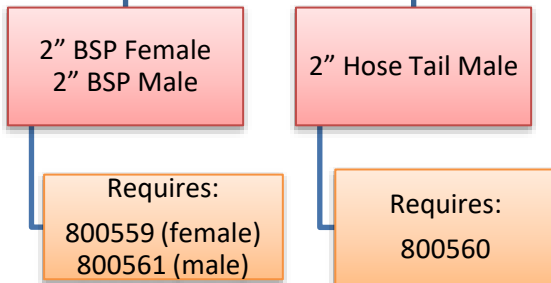 2” BSP Female
2” BSP Male
2” Hose Tail Male
Requires:
800559 (female)
800561 (male)
Requires:
800560